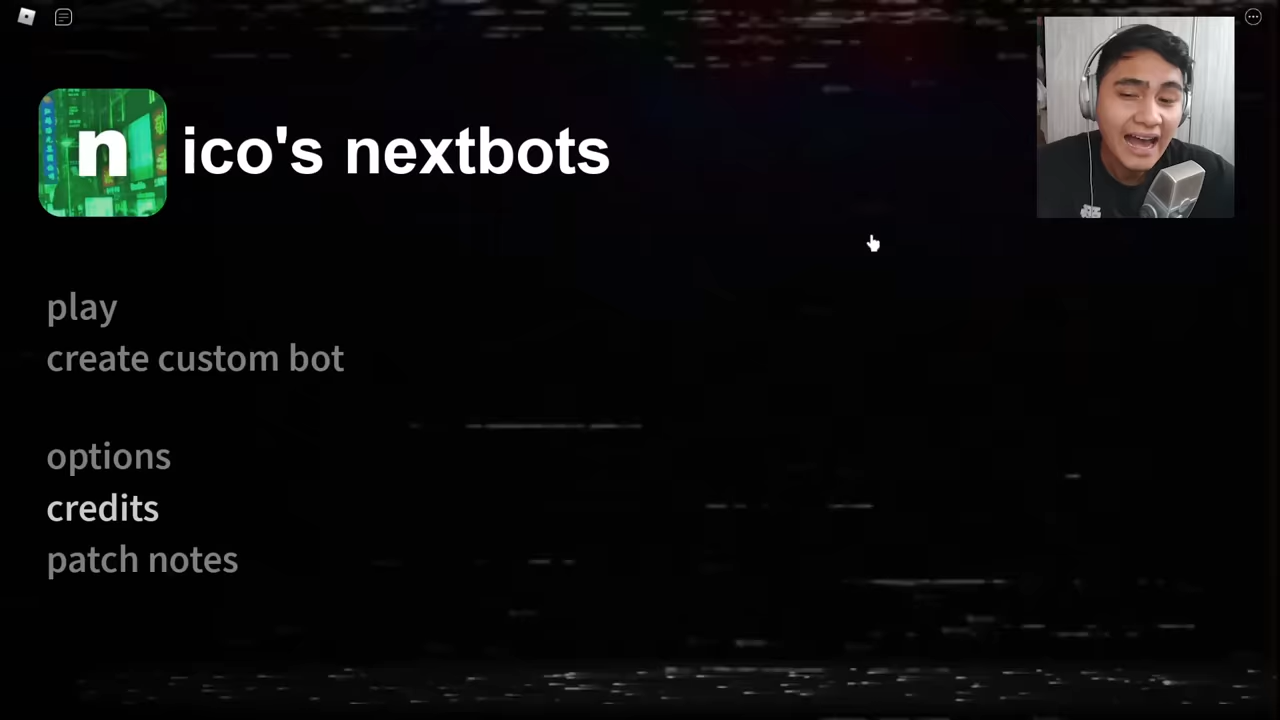 n ico's nextbots
play
create custom bot
options
credits
patch notes